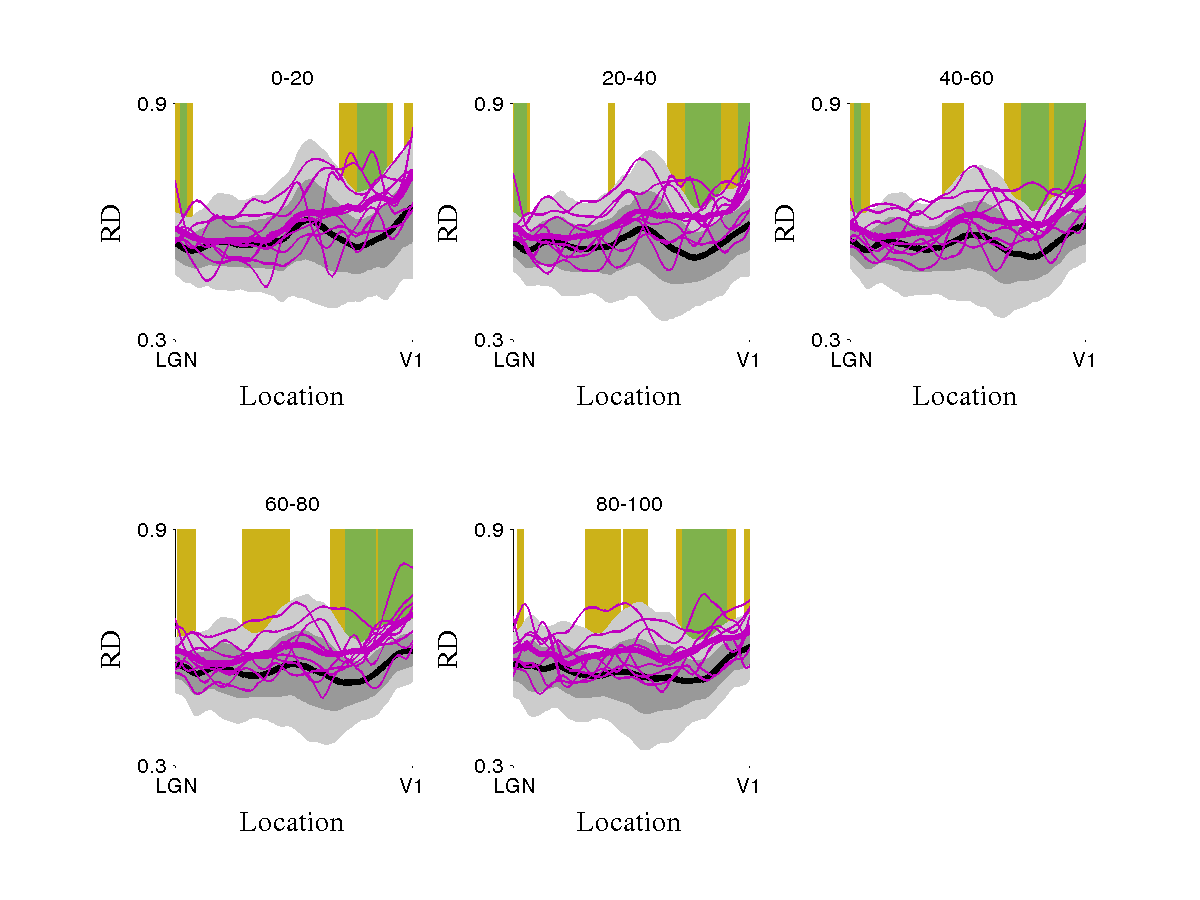 0-20
0.9
RD
0.3
LGN V1
Location
20-40
0.9
RD
0.3
LGN V1
Location
40-60
0.9
RD
0.3
LGN V1
Location
60-80
0.9
RD
0.3
LGN V1
Location
80-100
0.9
RD
0.3
LGN V1
Location